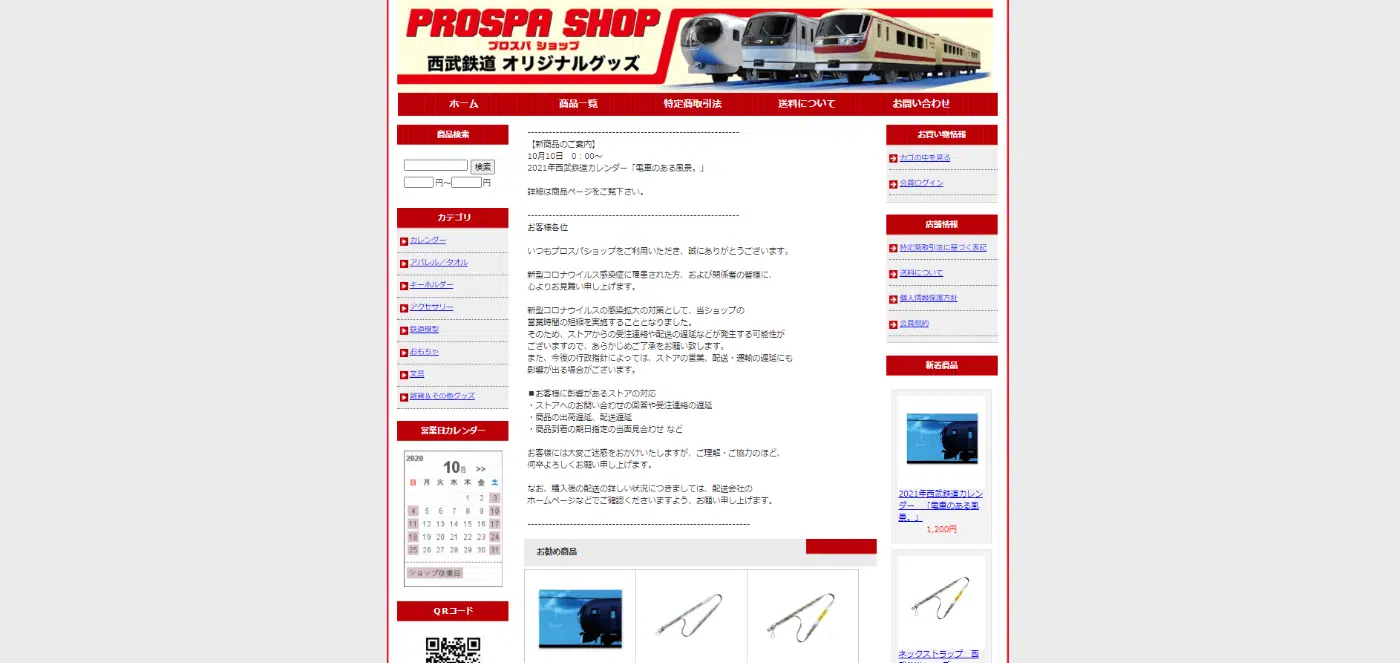 PROSPA SHOP
プロスパ ショップ
西武鉄道 オリジナルグッズ
ホーム
商品一覧
特定商取引法
送料について
お問い合わせ
商品検索
検索
円～ 円
カテゴリ
カレンダー
アパレル／タオル
キーホルダー
アクセサリー
鉄道模型
おもちゃ
文具
雑貨＆その他グッズ
営業日カレンダー
2020
10月 >>
日 月 火 水 木 金 土
1 2 3
4 5 6 7 8 9 10
11 12 13 14 15 16 17
18 19 20 21 22 23 24
25 26 27 28 29 30 31
ショップ休業日
ＱＲコード
【新商品のご案内】
10月10日　0：00～
2021年西武鉄道カレンダー「電車のある風景。」
詳細は商品ページをご覧下さい。
お客様各位
いつもプロスパショップをご利用いただき、誠にありがとうございます。
新型コロナウイルス感染症に罹患された方、および関係者の皆様に、
心よりお見舞い申し上げます。
新型コロナウイルスの感染拡大の対策として、当ショップの
営業時間の短縮を実施することとなりました。
そのため、ストアからの受注連絡や配送の遅延などが発生する可能性が
ございますので、あらかじめご了承をお願い致します。
また、今後の行政指針によっては、ストアの営業、配送・運輸の遅延にも
影響が出る場合がございます。
■お客様に影響があるストアの対応
・ストアへのお問い合わせの回答や受注連絡の遅延
・商品の出荷遅延、配送遅延
・商品到着の期日指定の当面見合わせ など
お客様には大変ご迷惑をおかけいたしますが、ご理解・ご協力のほど、
何卒よろしくお願い申し上げます。
なお、購入後の配送の詳しい状況につきましては、配送会社の
ホームページなどでご確認くださいますよう、お願い申し上げます。
お勧め商品
お買い物情報
カゴの中を見る
会員ログイン
店舗情報
特定商取引法に基づく表記
送料について
個人情報保護方針
会員規約
新着商品
2021年西武鉄道カレン
ダー　「電車のある風
景。」
1,200円
ネックストラップ　西